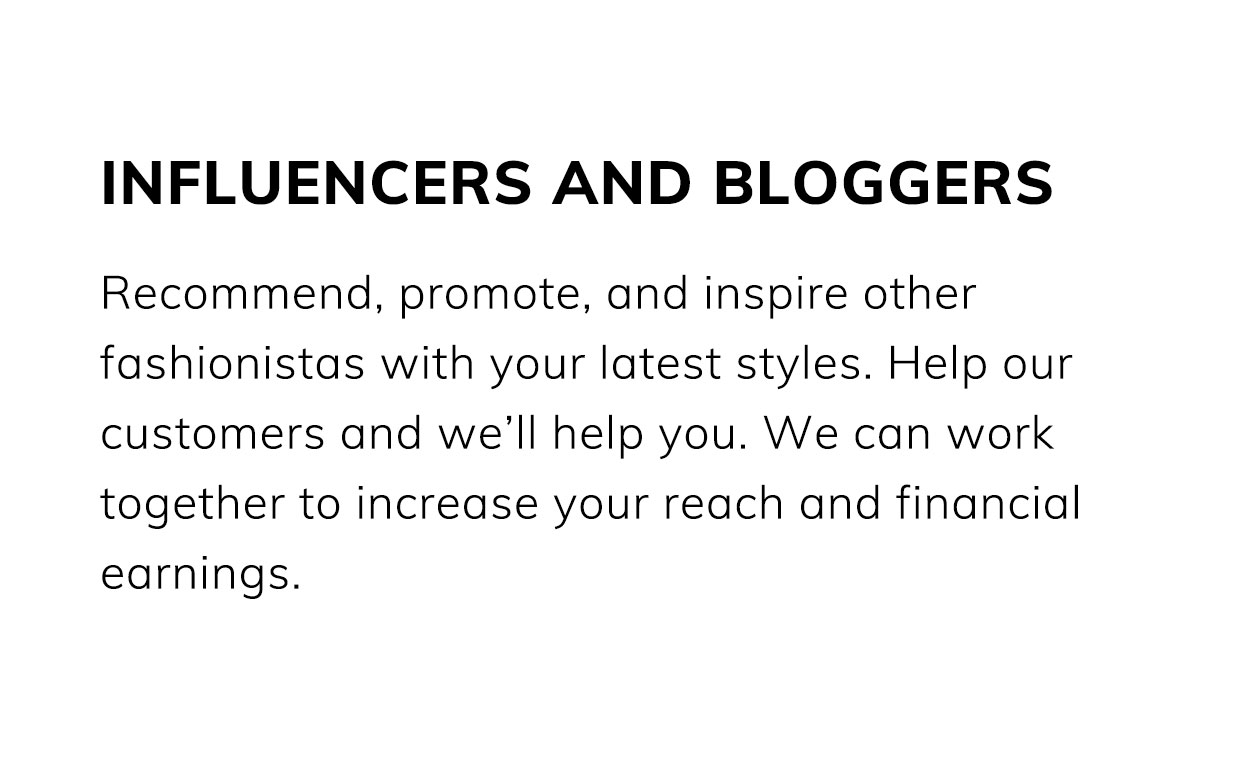 INFLUENCERS AND BLOGGERS
Recommend, promote, and inspire other
fashionistas with your latest styles. Help our
customers and we’ll help you. We can work
together to increase your reach and financial
earnings.